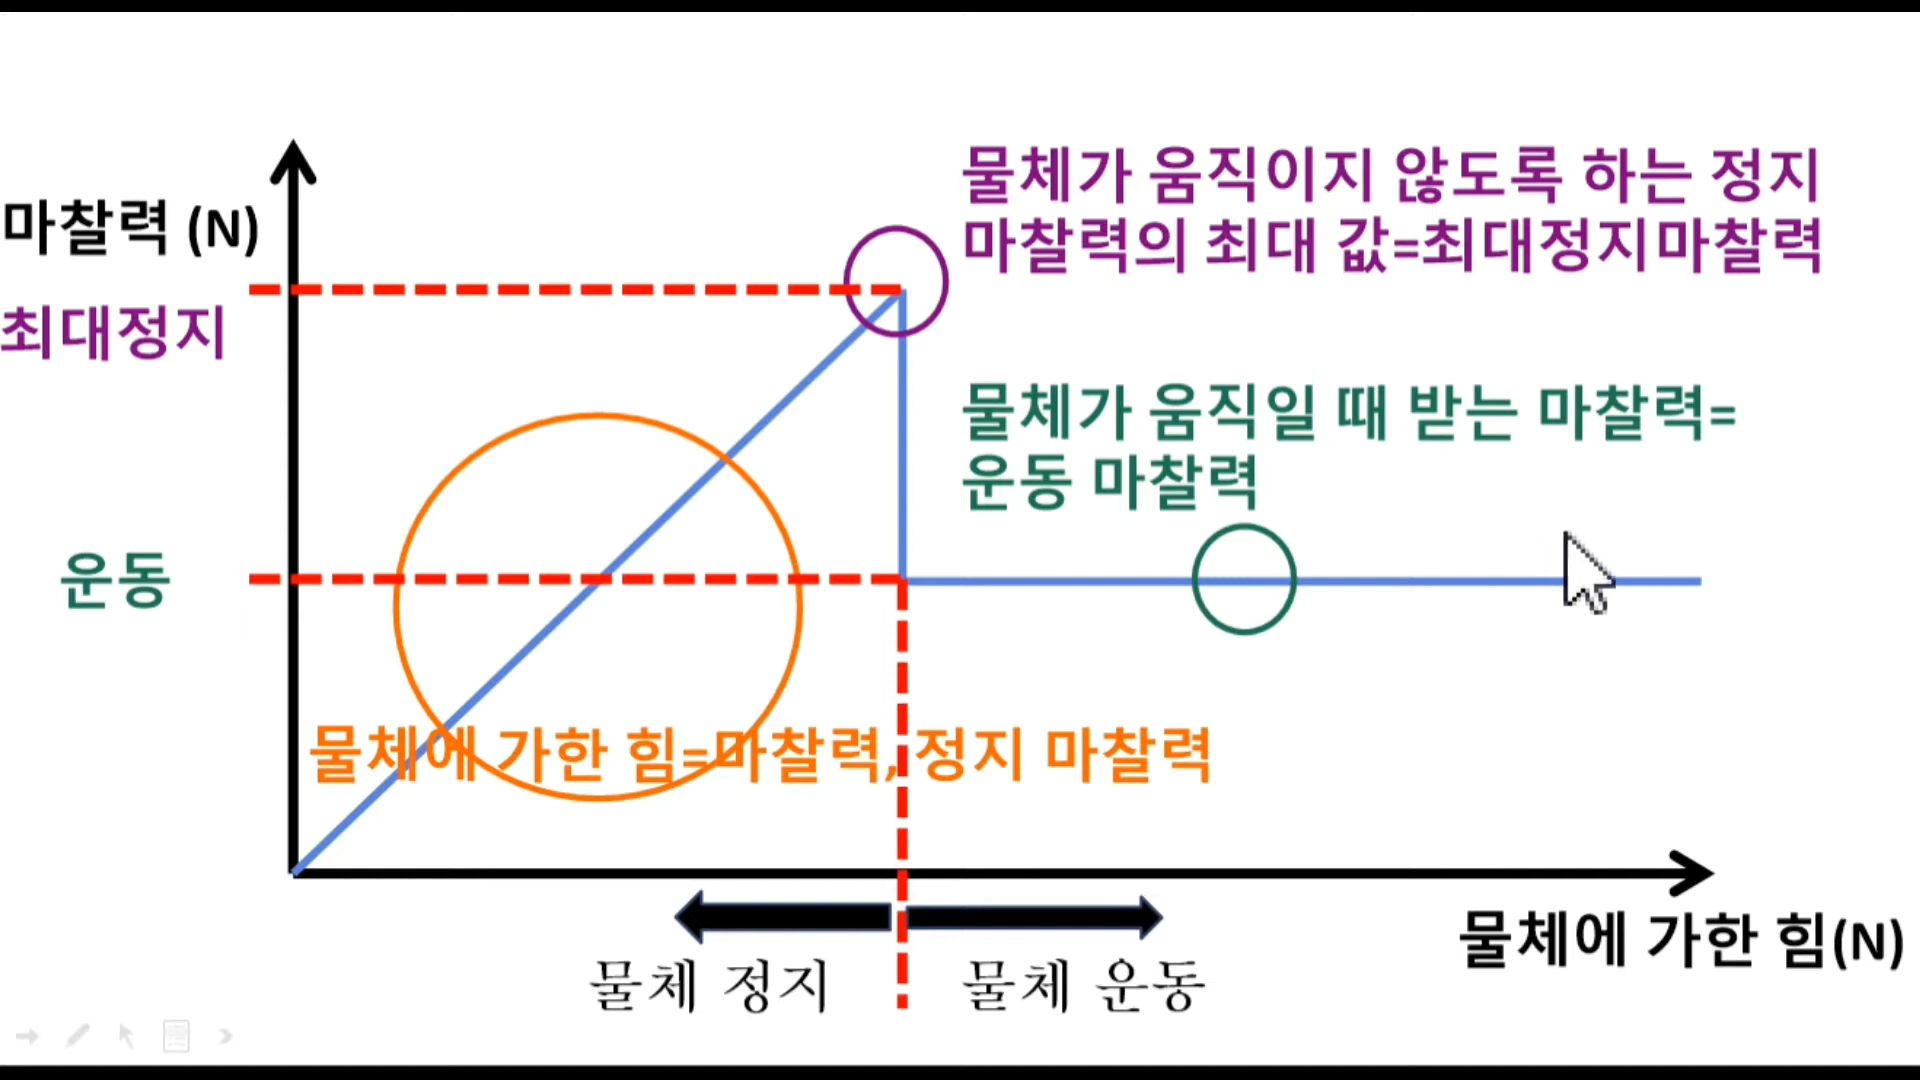 물체가 움직이지 않도록 하는 정지
마찰력의 최대 값=최대정지마찰력
마찰력 (N)
최대정지
물체가 움직일 때 받는 마찰력=
운동 마찰력
운동
물체에 가한 힘=마찰력, 정지 마찰력
물체에 가한 힘(N)
물체 정지
물체 운동